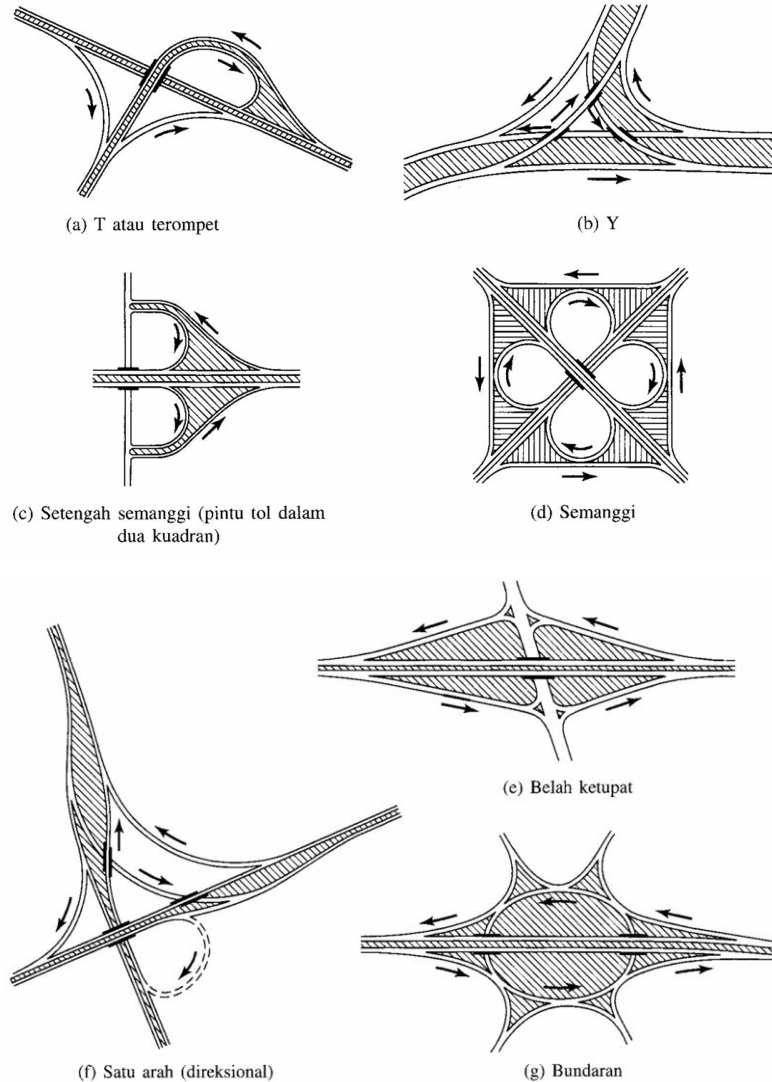 (a) T atau terompet
(b) Y
(c) Setengah semanggi (pintu tol dalam
dua kuadran)
(d) Semanggi
(e) Belah ketupat
(f) Satu arah (direksional)
(g) Bundaran